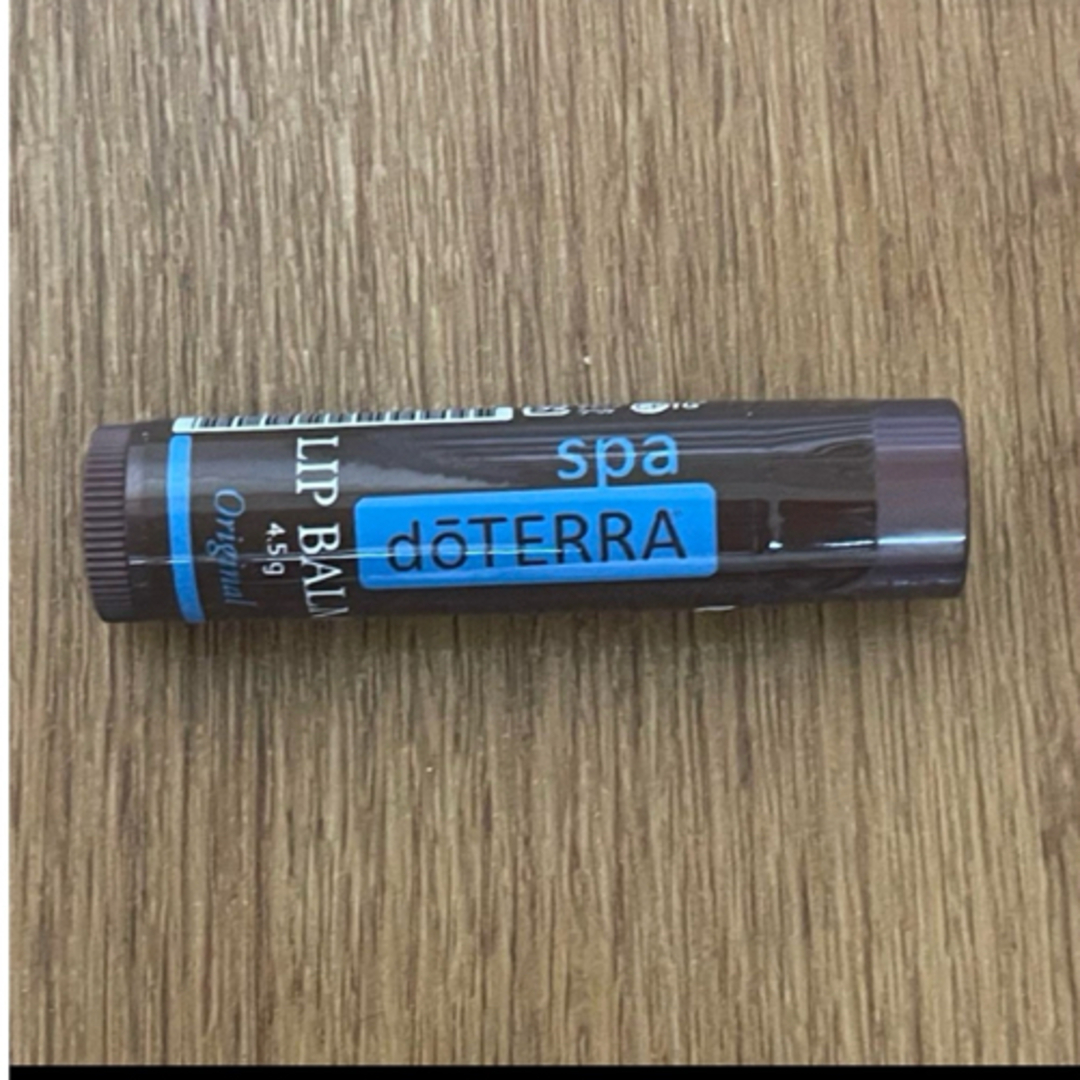 spa
dōTERRA
LIP BALM
4.5g
Original